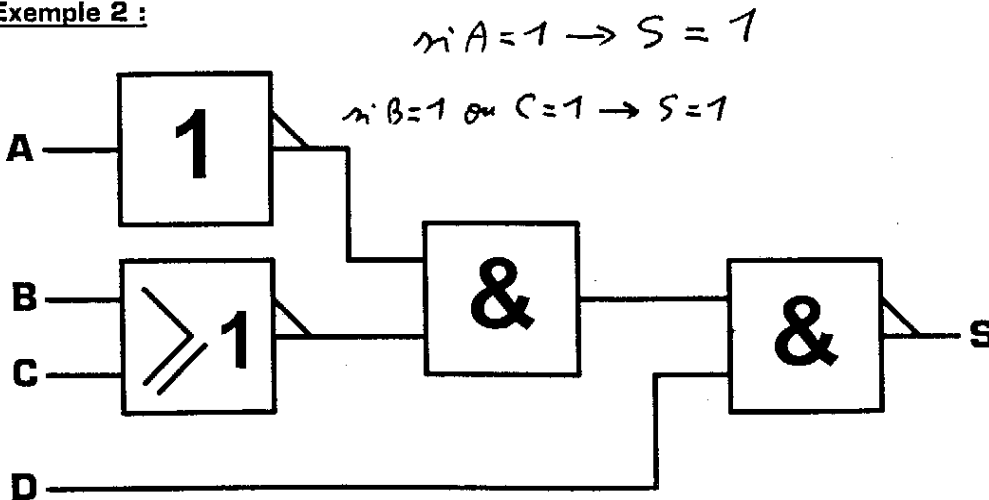 Exemple 2 :
si A=1 → S = 1
si B=1 ou C=1 → S=1
A
1
B
≥1
C
&
&
S
D